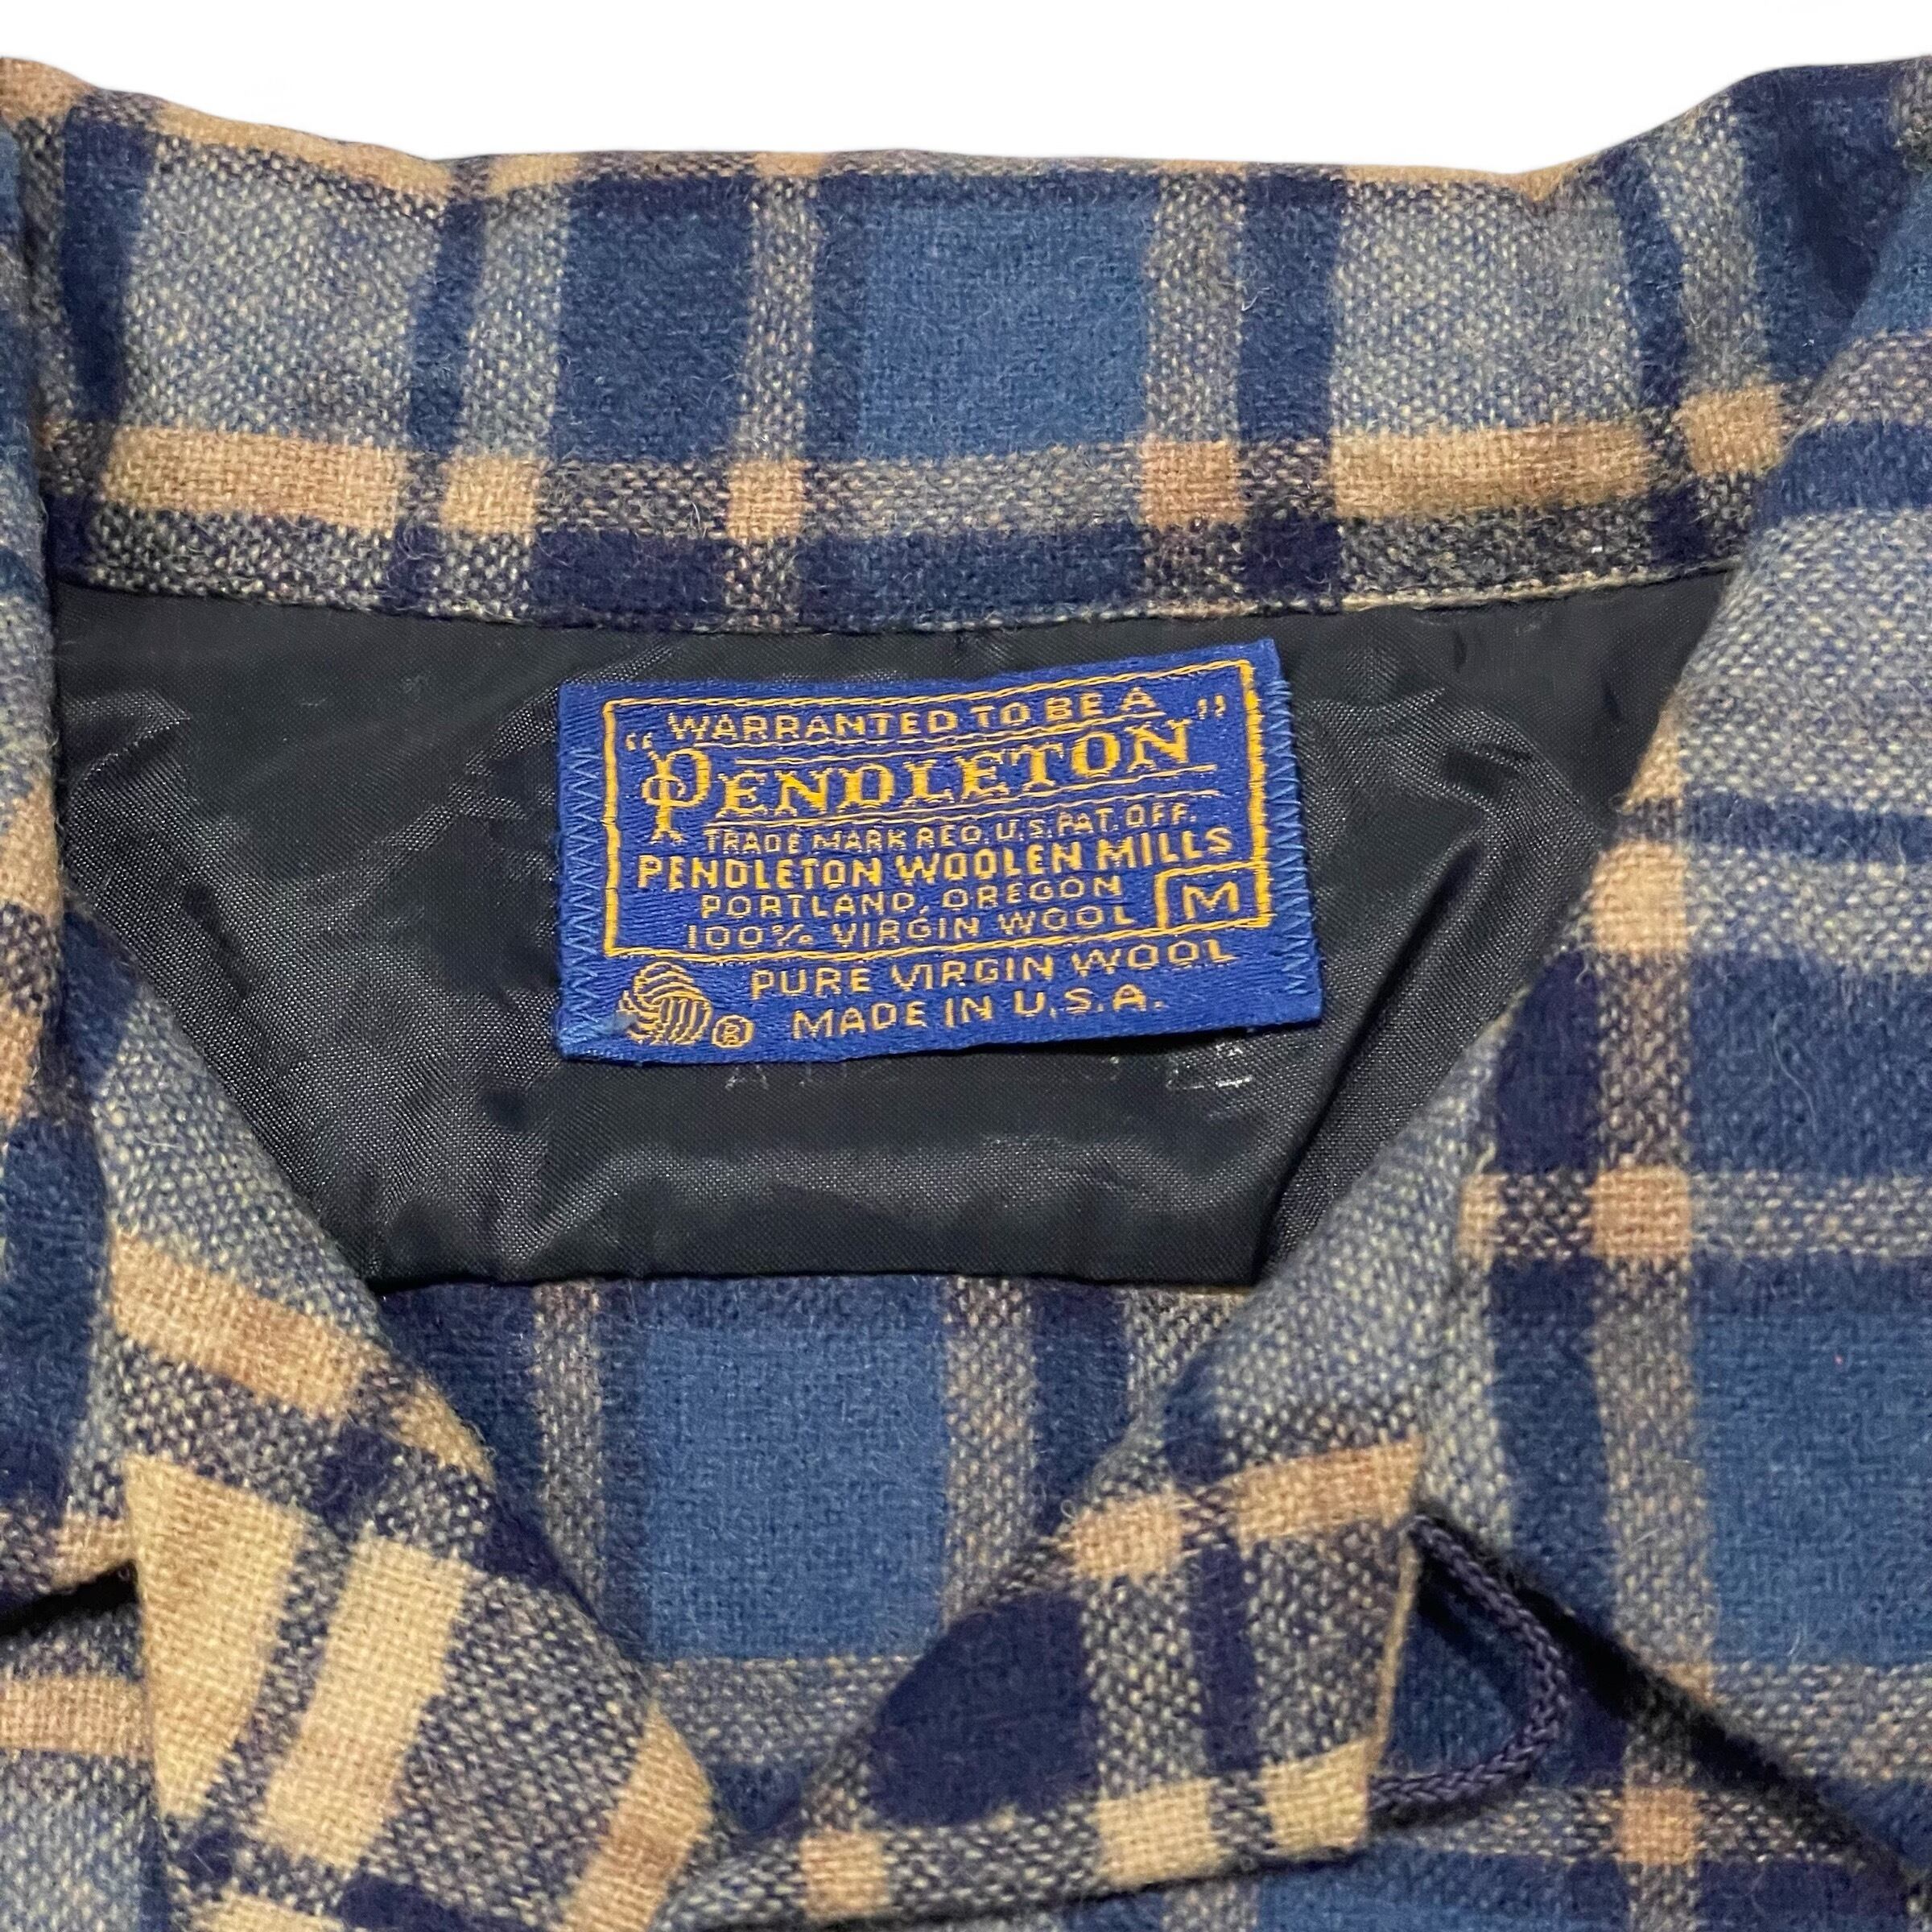 WARRANTED TO BE A
"PENDLETON"
TRADE MARK REG. U.S. PAT. OFF.
PENDLETON WOOLEN MILLS
PORTLAND, OREGON
100% VIRGIN WOOL M
PURE VIRGIN WOOL
® MADE IN U.S.A.